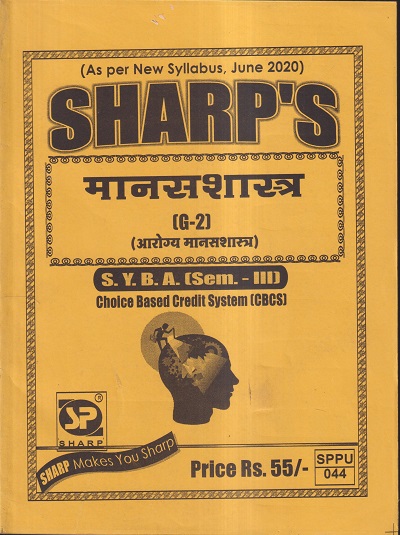 (As per New Syllabus, June 2020)
SHARP'S
मानसशास्त्र
(G-2)
(आरोग्य मानसशास्त्र)
S. Y. B. A. (Sem. - III)
Choice Based Credit System (CBCS)
SP
®
SHARP
SHARP Makes You Sharp
Price Rs. 55/-
SPPU
044